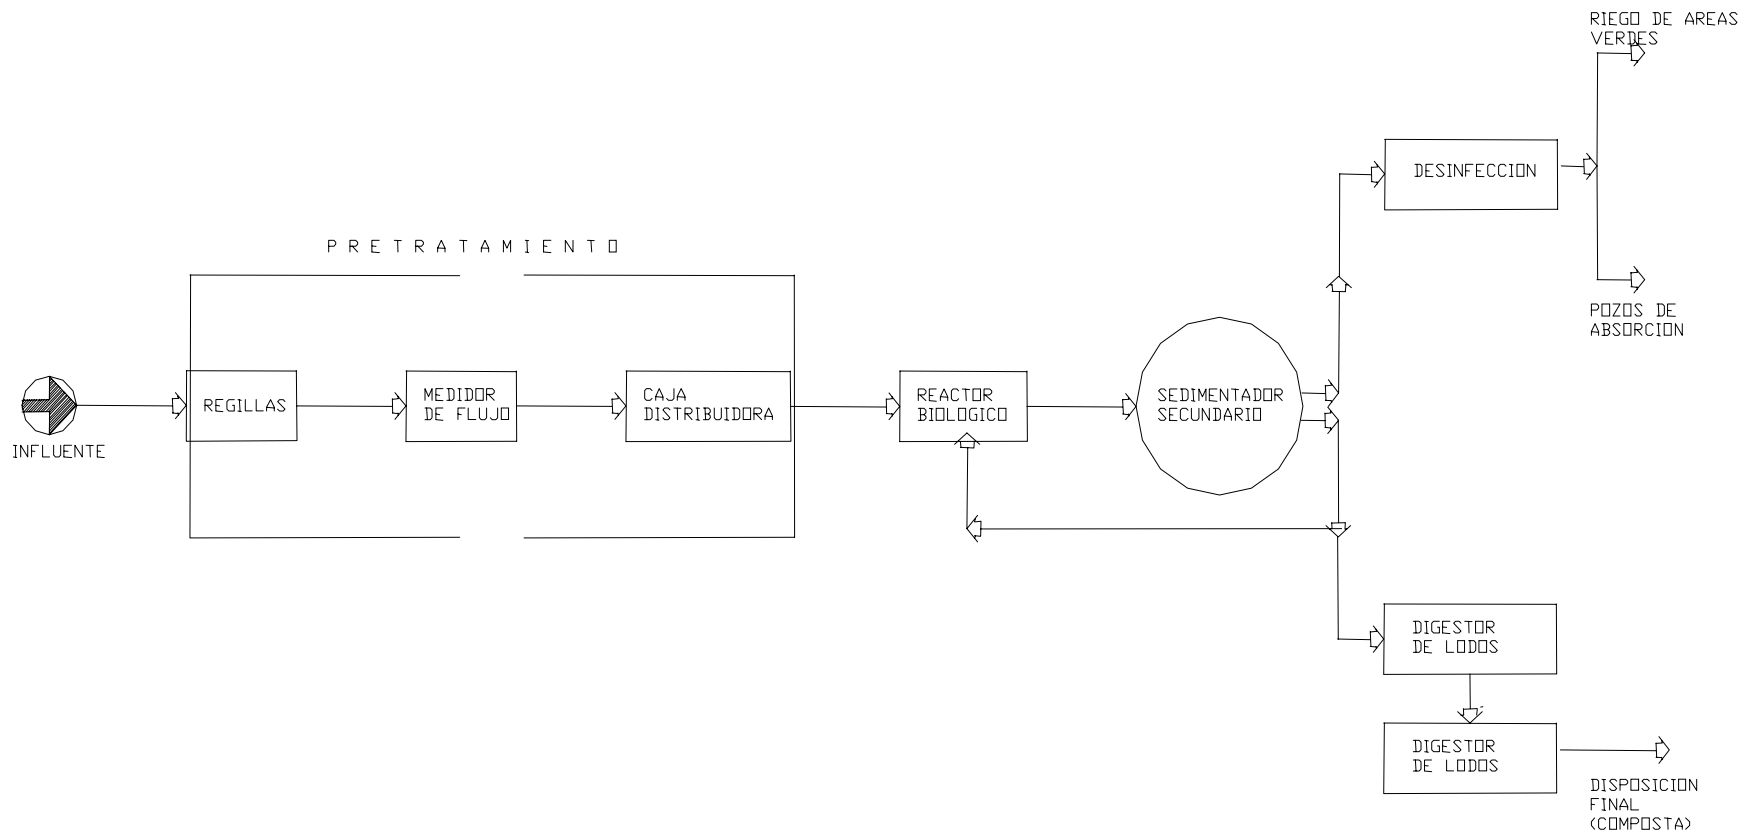 RIEGO DE AREAS
VERDES
DESINFECCION
P R E T R A T A M I E N T O
POZOS DE
ABSORCION
REGILLAS
MEDIDOR
DE FLUJO
CAJA
DISTRIBUIDORA
REACTOR
BIOLOGICO
SEDIMENTADOR
SECUNDARIO
INFLUENTE
DIGESTOR
DE LODOS
DIGESTOR
DE LODOS
DISPOSICION
FINAL
(COMPOSTA)